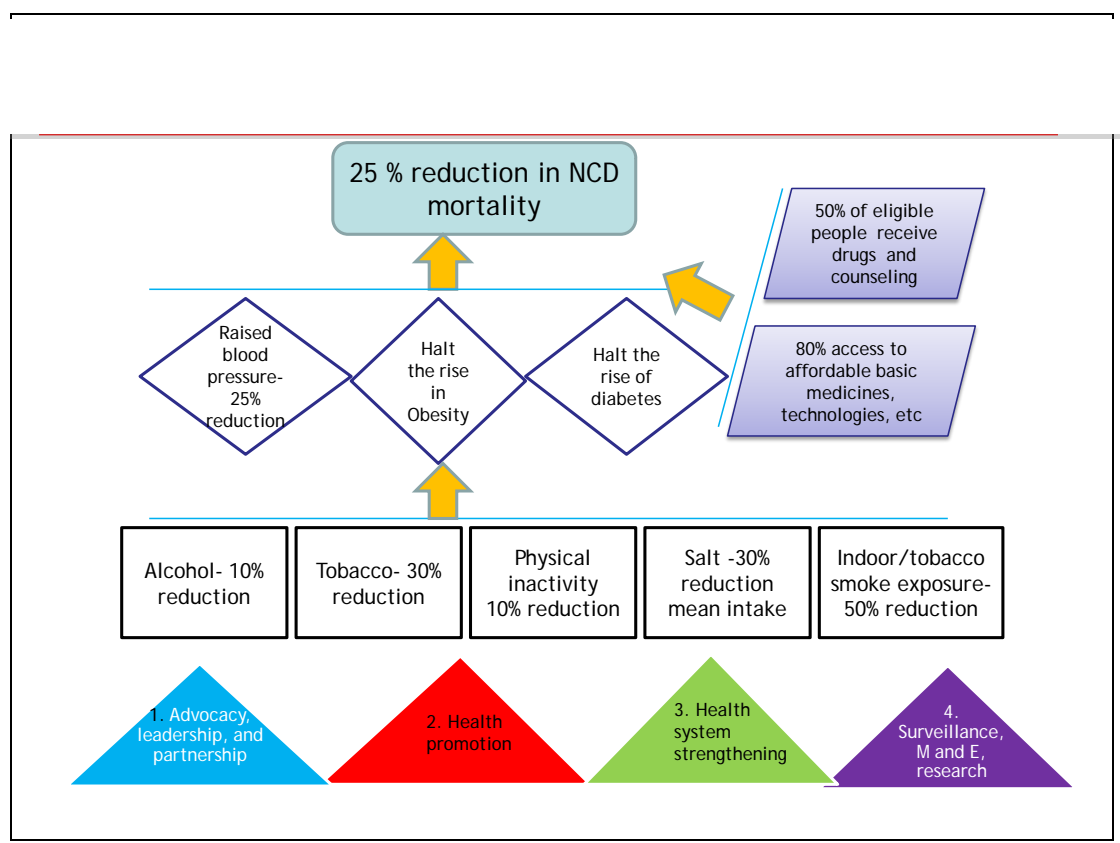 25 % reduction in NCD
mortality
50% of eligible
people receive
drugs and
counseling
Raised
blood
pressure-
25%
reduction
Halt
the rise
in
Obesity
Halt the
rise of
diabetes
80% access to
affordable basic
medicines,
technologies, etc
Alcohol- 10%
reduction
Tobacco- 30%
reduction
Physical
inactivity
10% reduction
Salt -30%
reduction
mean intake
Indoor/tobacco
smoke exposure-
50% reduction
1. Advocacy,
leadership, and
partnership
2. Health
promotion
3. Health
system
strengthening
4.
Surveillance,
M and E,
research